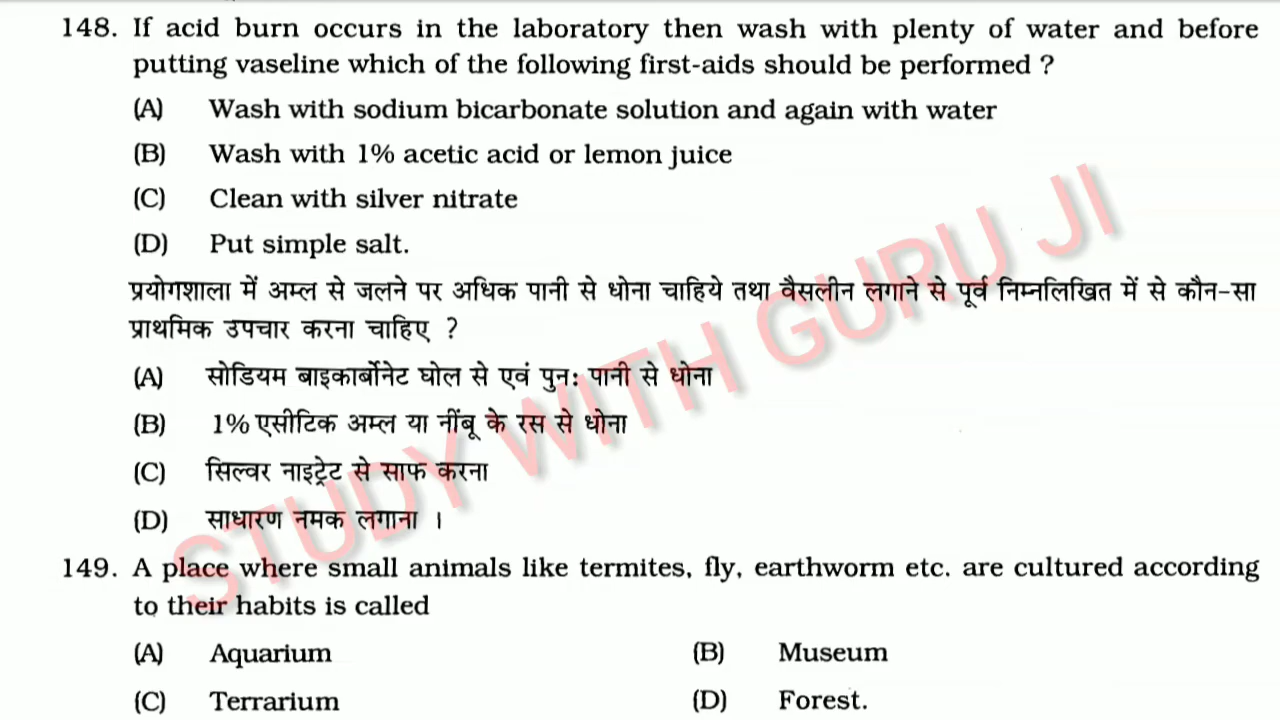 148. If acid burn occurs in the laboratory then wash with plenty of water and before
putting vaseline which of the following first-aids should be performed ?
(A) Wash with sodium bicarbonate solution and again with water
(B) Wash with 1% acetic acid or lemon juice
(C) Clean with silver nitrate
(D) Put simple salt.
प्रयोगशाला में अम्ल से जलने पर अधिक पानी से धोना चाहिये तथा वैसलीन लगाने से पूर्व निम्नलिखित में से कौन-सा
प्राथमिक उपचार करना चाहिए ?
(A) सोडियम बाइकार्बोनेट घोल से एवं पुनः पानी से धोना
(B) 1% एसीटिक अम्ल या नींबू के रस से धोना
(C) सिल्वर नाइट्रेट से साफ करना
(D) साधारण नमक लगाना ।
STUDY WITH GURU JI
149. A place where small animals like termites, fly, earthworm etc. are cultured according
to their habits is called
(A) Aquarium (B) Museum
(C) Terrarium (D) Forest.